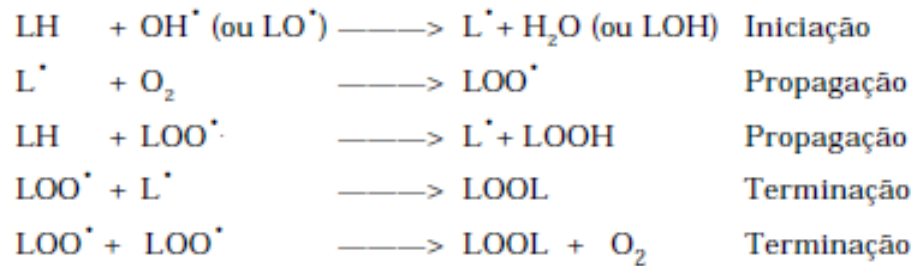 LH + OH˙ (ou LO˙) ———> L˙+ H₂O (ou LOH) Iniciação
L˙ + O₂ ———> LOO˙ Propagação
LH + LOO˙· ———> L˙+ LOOH Propagação
LOO˙ + L˙ ———> LOOL Terminação
LOO˙ + LOO˙ ———> LOOL + O₂ Terminação